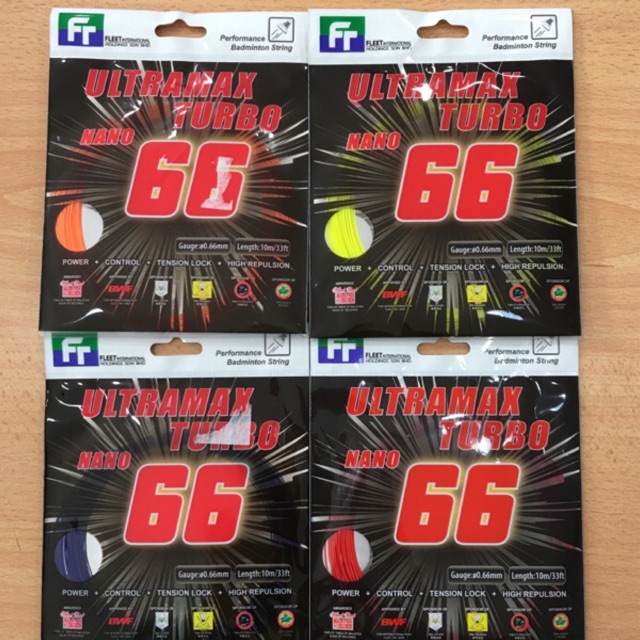 FT
FLEET INTERNATIONAL
HOLDINGS SDN BHD
Performance
Badminton String
ULTRAMAX
TURBO
NANO
66
Gauge:ø0.66mm
Length:10m/33ft
POWER + CONTROL + TENSION LOCK + HIGH REPULSION
BWF
FT
FLEET INTERNATIONAL
HOLDINGS SDN BHD
Performance
Badminton String
ULTRAMAX
TURBO
NANO
66
Gauge:ø0.66mm
Length:10m/33ft
POWER + CONTROL + TENSION LOCK + HIGH REPULSION
BWF
FT
FLEET INTERNATIONAL
HOLDINGS SDN BHD
Performance
Badminton String
ULTRAMAX
TURBO
NANO
66
Gauge:ø0.66mm
Length:10m/33ft
POWER + CONTROL + TENSION LOCK + HIGH REPULSION
BWF
FT
FLEET INTERNATIONAL
HOLDINGS SDN BHD
Performance
Badminton String
ULTRAMAX
TURBO
NANO
66
Gauge:ø0.66mm
Length:10m/33ft
POWER + CONTROL + TENSION LOCK + HIGH REPULSION
BWF